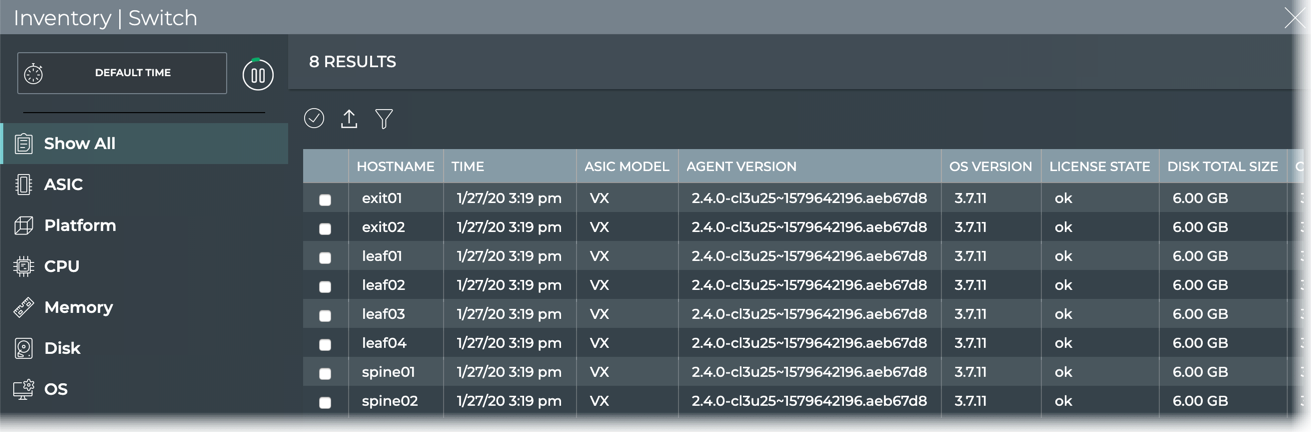 Inventory | Switch
DEFAULT TIME
8 RESULTS
Show All
ASIC
Platform
CPU
Memory
Disk
OS
HOSTNAME TIME ASIC MODEL AGENT VERSION OS VERSION LICENSE STATE DISK TOTAL SIZE
exit01 1/27/20 3:19 pm VX 2.4.0-cl3u25~1579642196.aeb67d8 3.7.11 ok 6.00 GB
exit02 1/27/20 3:19 pm VX 2.4.0-cl3u25~1579642196.aeb67d8 3.7.11 ok 6.00 GB
leaf01 1/27/20 3:19 pm VX 2.4.0-cl3u25~1579642196.aeb67d8 3.7.11 ok 6.00 GB
leaf02 1/27/20 3:19 pm VX 2.4.0-cl3u25~1579642196.aeb67d8 3.7.11 ok 6.00 GB
leaf03 1/27/20 3:19 pm VX 2.4.0-cl3u25~1579642196.aeb67d8 3.7.11 ok 6.00 GB
leaf04 1/27/20 3:19 pm VX 2.4.0-cl3u25~1579642196.aeb67d8 3.7.11 ok 6.00 GB
spine01 1/27/20 3:19 pm VX 2.4.0-cl3u25~1579642196.aeb67d8 3.7.11 ok 6.00 GB
spine02 1/27/20 3:19 pm VX 2.4.0-cl3u25~1579642196.aeb67d8 3.7.11 ok 6.00 GB